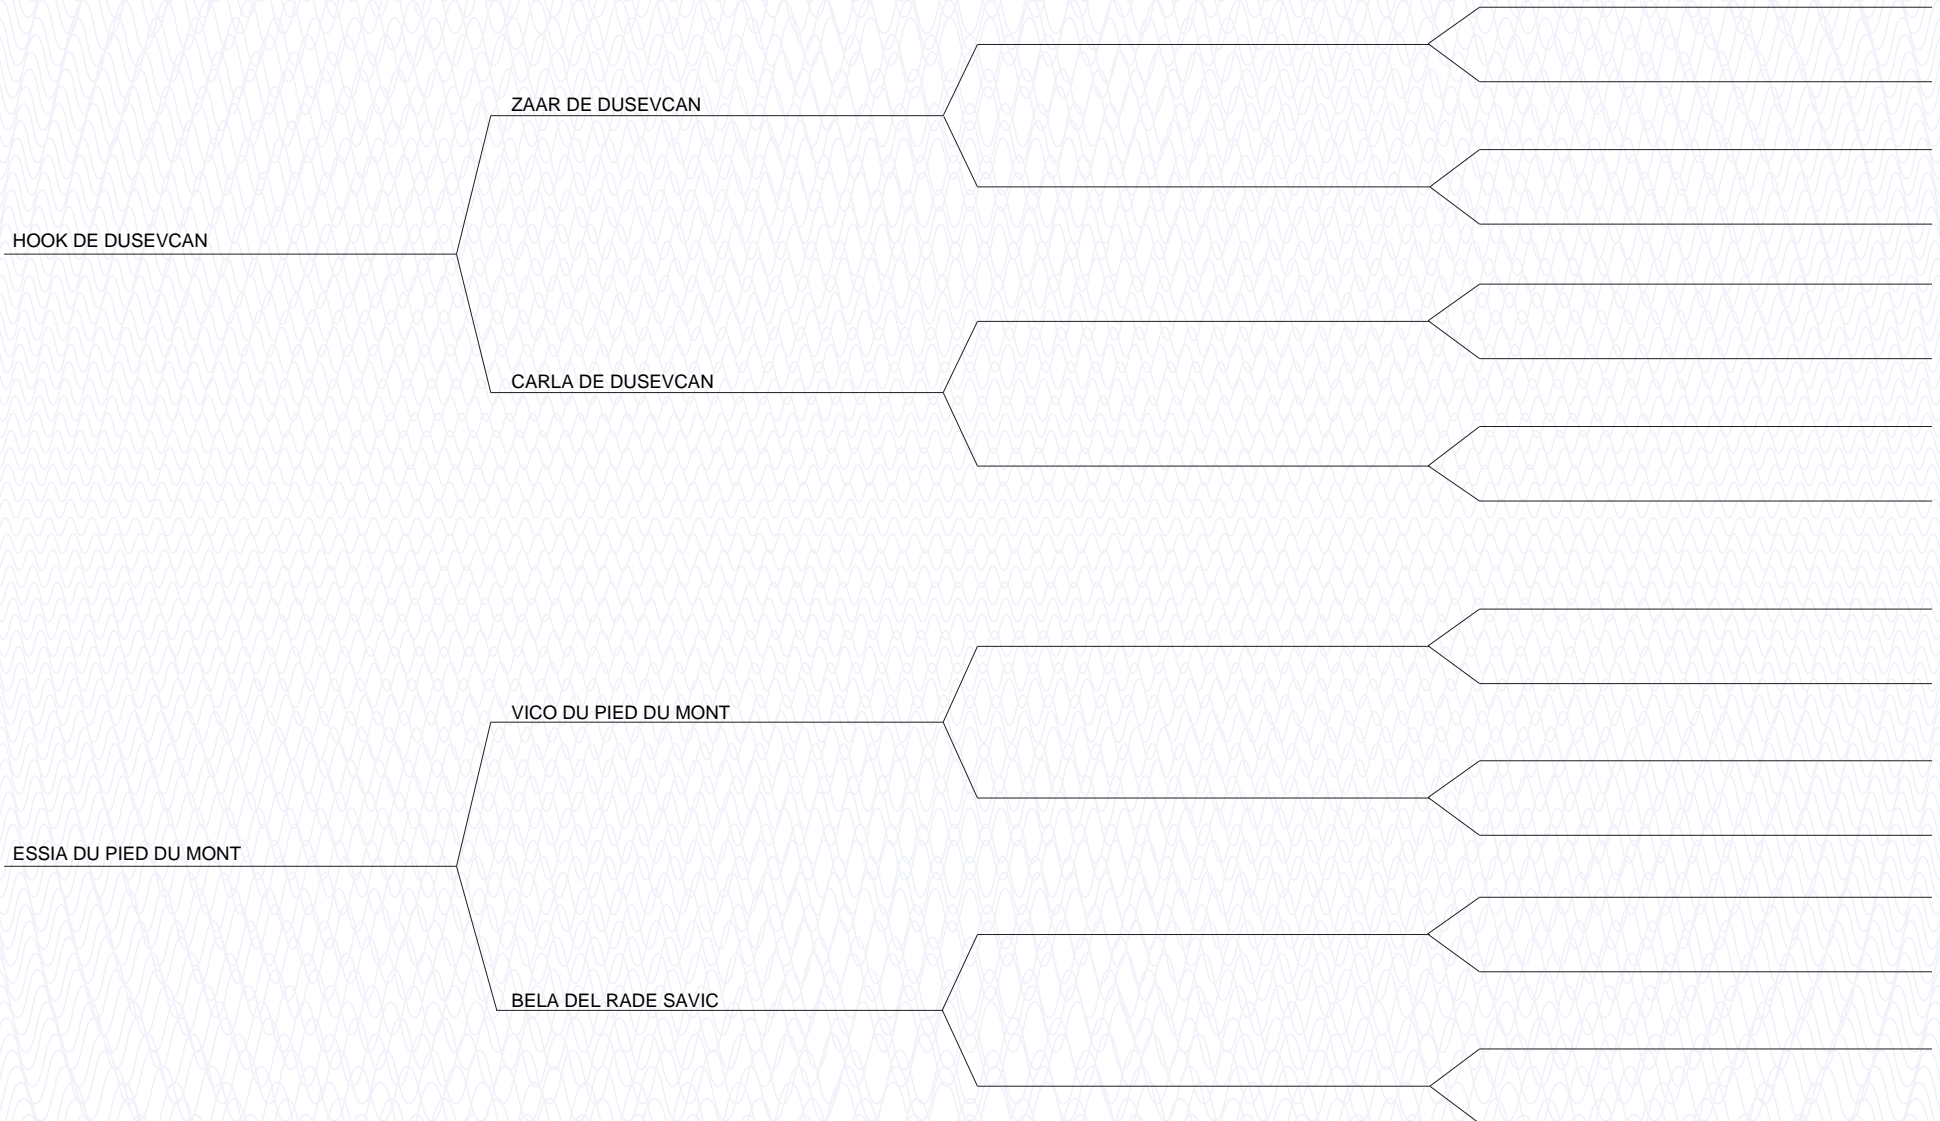 ZAAR DE DUSEVCAN
HOOK DE DUSEVCAN
CARLA DE DUSEVCAN
VICO DU PIED DU MONT
ESSIA DU PIED DU MONT
BELA DEL RADE SAVIC